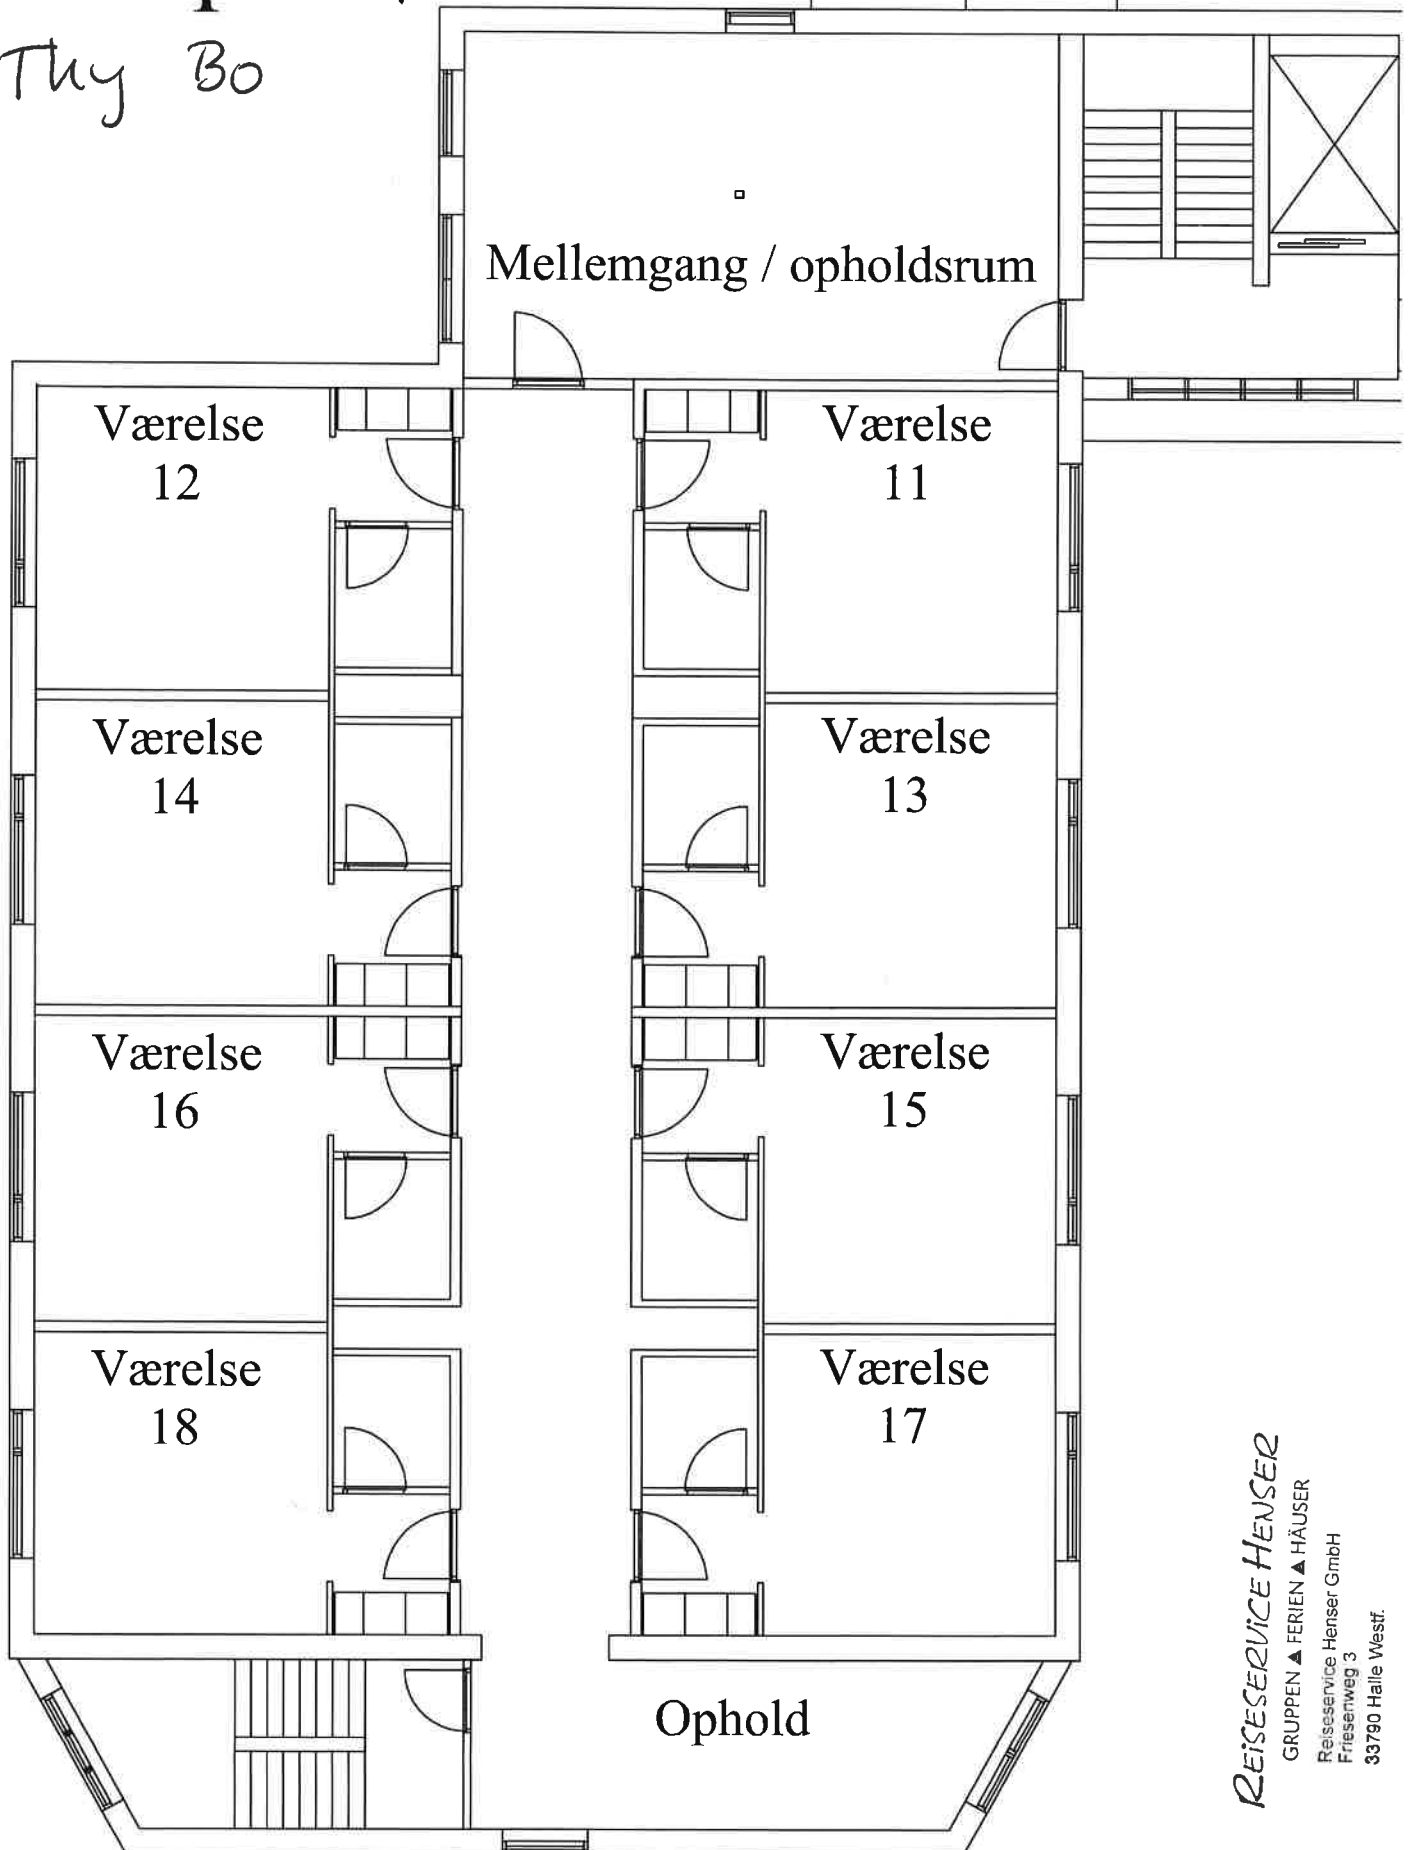 Thy Bo
Mellemgang / opholdsrum
Værelse
12
Værelse
11
Værelse
14
Værelse
13
Værelse
16
Værelse
15
Værelse
18
Værelse
17
Ophold
REISESERVICE HENSER
GRUPPEN ▲ FERIEN ▲ HÄUSER
Reiseservice Henser GmbH
Friesenweg 3
33790 Halle Westf.